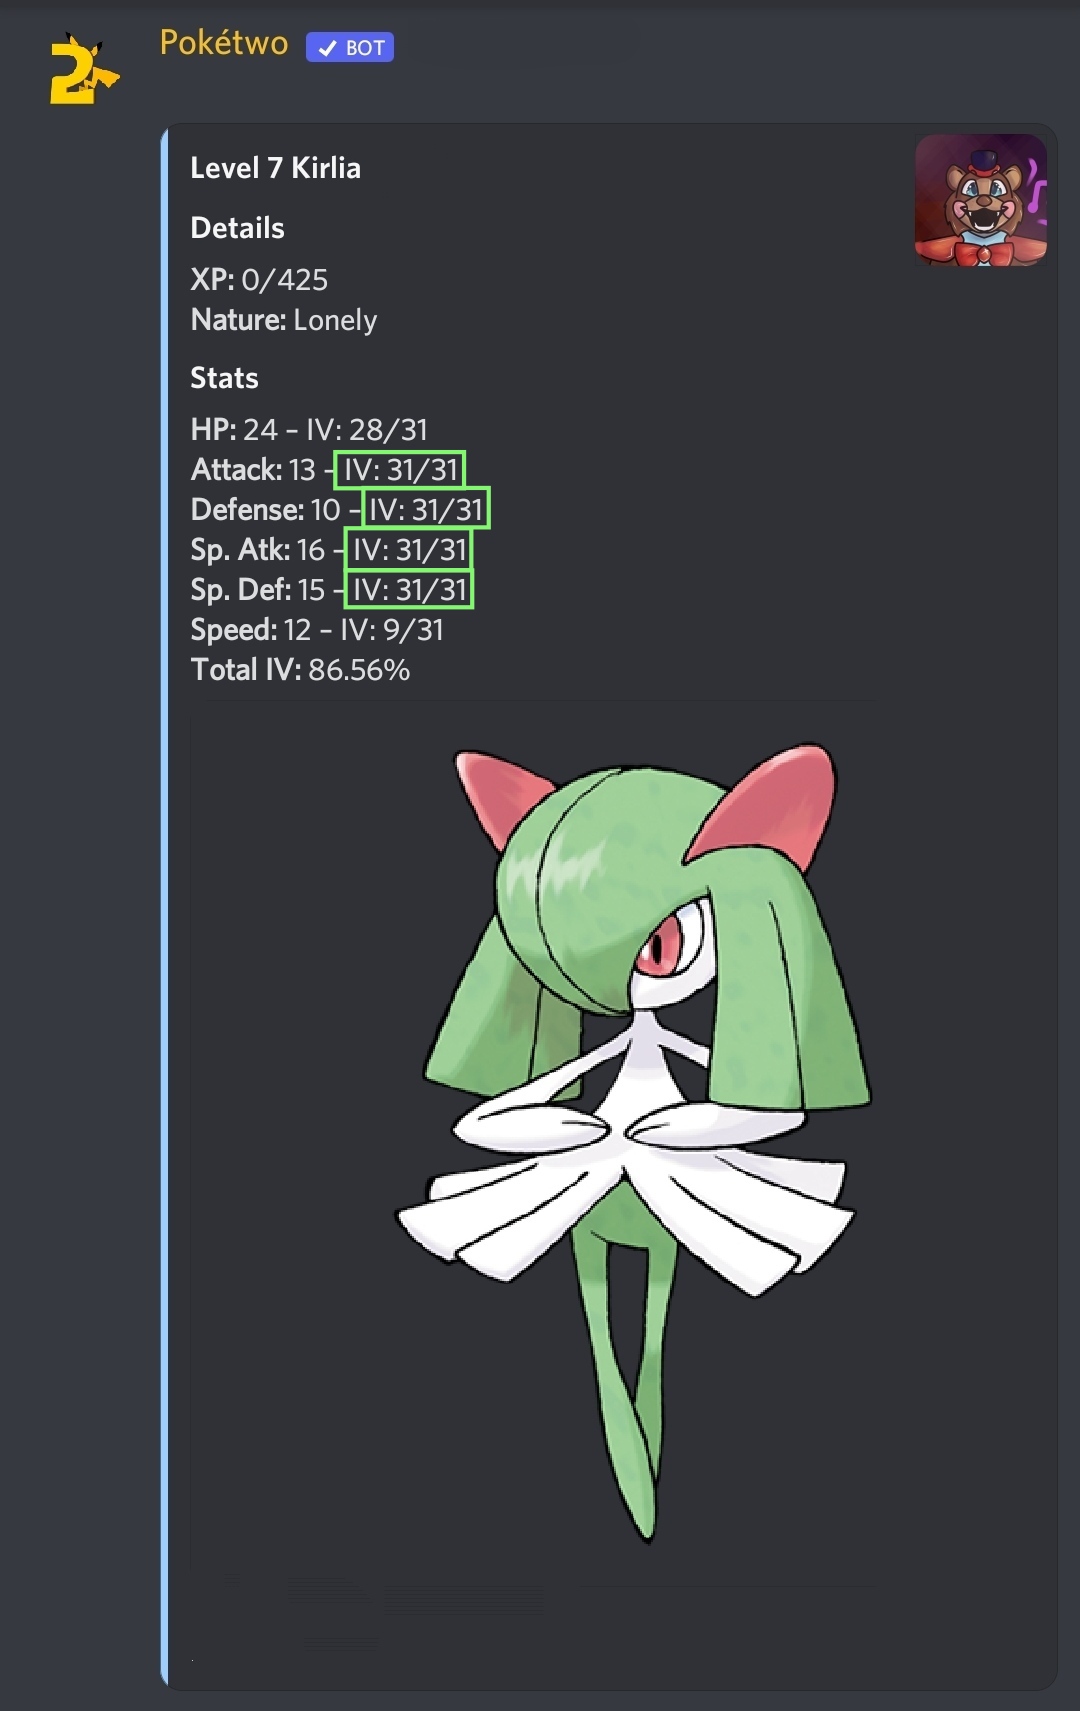 Pokétwo ✓ BOT
Level 7 Kirlia
Details
XP: 0/425
Nature: Lonely
Stats
HP: 24 – IV: 28/31
Attack: 13 – IV: 31/31
Defense: 10 – IV: 31/31
Sp. Atk: 16 – IV: 31/31
Sp. Def: 15 – IV: 31/31
Speed: 12 – IV: 9/31
Total IV: 86.56%